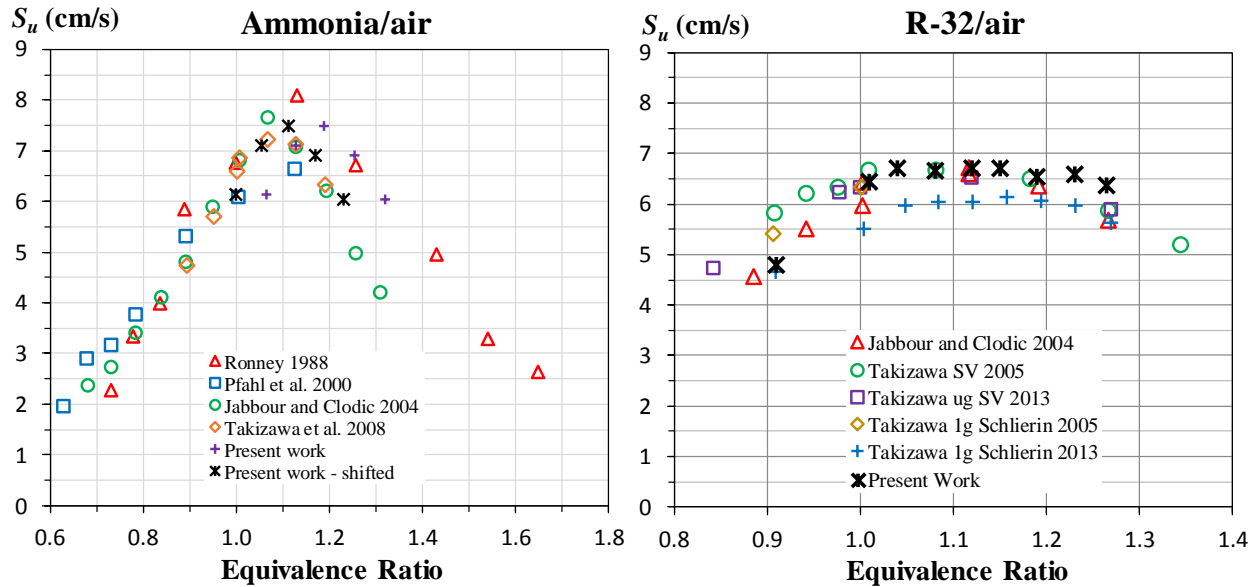 Ammonia/air
S_u (cm/s)
9
8
7
6
5
4
3
2
1
0
0.6 0.8 1.0 1.2 1.4 1.6 1.8
Equivalence Ratio
Ronney 1988
Pfahl et al. 2000
Jabbour and Clodic 2004
Takizawa et al. 2008
Present work
Present work - shifted
R-32/air
S_u (cm/s)
9
8
7
6
5
4
3
2
1
0
0.8 0.9 1.0 1.1 1.2 1.3 1.4
Equivalence Ratio
Jabbour and Clodic 2004
Takizawa SV 2005
Takizawa ug SV 2013
Takizawa 1g Schlierin 2005
Takizawa 1g Schlierin 2013
Present Work